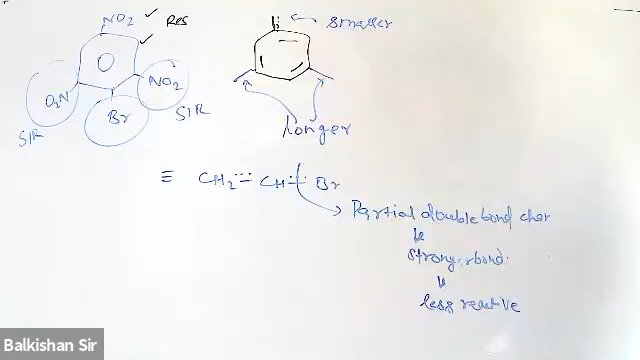 NO₂ ✓ Res
✓
O₂N NO₂
Br
SIR SIR
smaller
Longer
≡ CH₂ = CH - Br
Partial double bond char
strong bond.
less reactive
Balkishan Sir